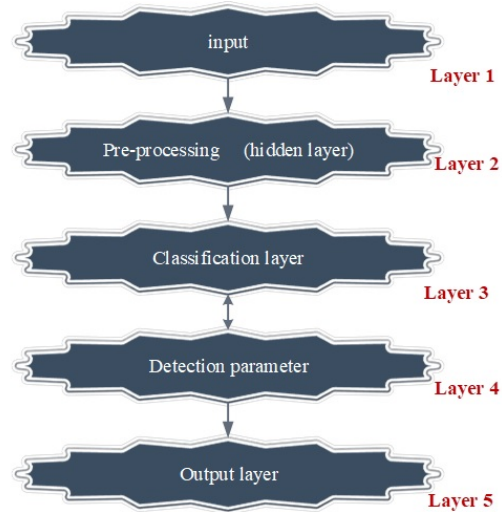 input
Layer 1
Pre-processing (hidden layer)
Layer 2
Classification layer
Layer 3
Detection parameter
Layer 4
Output layer
Layer 5